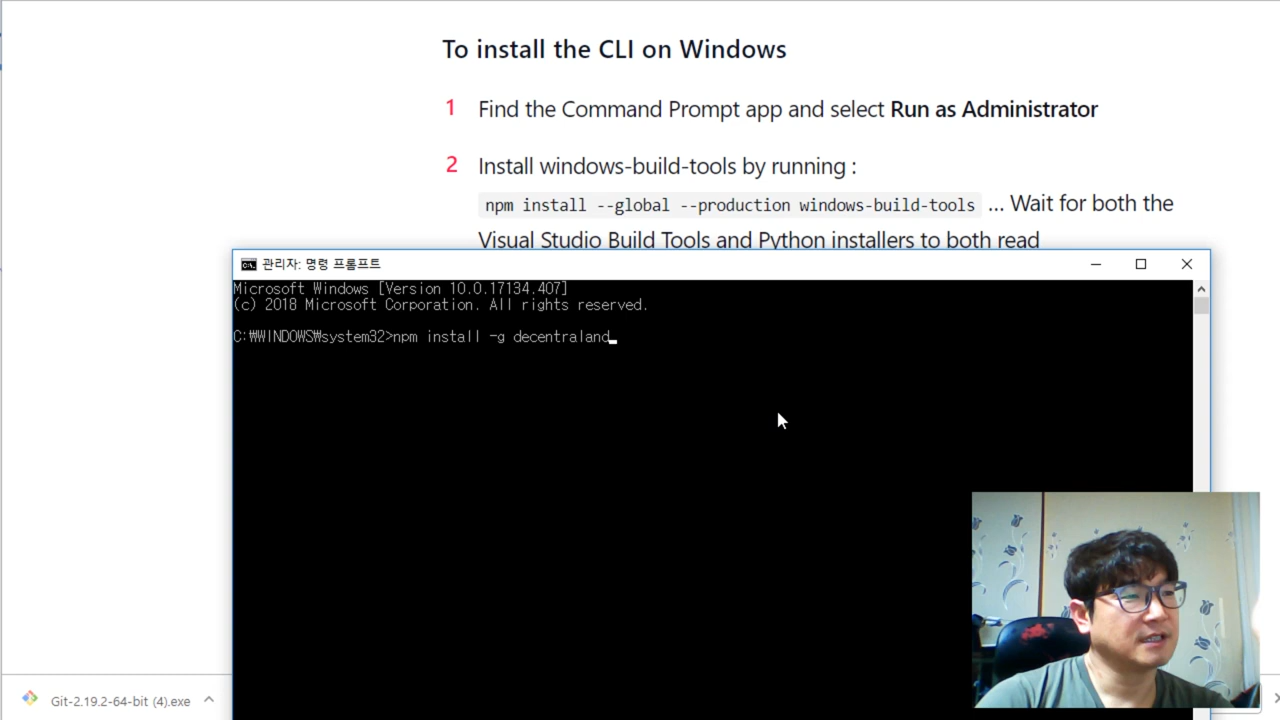 To install the CLI on Windows
1 Find the Command Prompt app and select Run as Administrator
2 Install windows-build-tools by running :
npm install --global --production windows-build-tools ... Wait for both the
Visual Studio Build Tools and Python installers to both read
관리자: 명령 프롬프트
Microsoft Windows [Version 10.0.17134.407]
(c) 2018 Microsoft Corporation. All rights reserved.
C:₩WINDOWS₩system32>npm install -g decentraland
Git-2.19.2-64-bit (4).exe